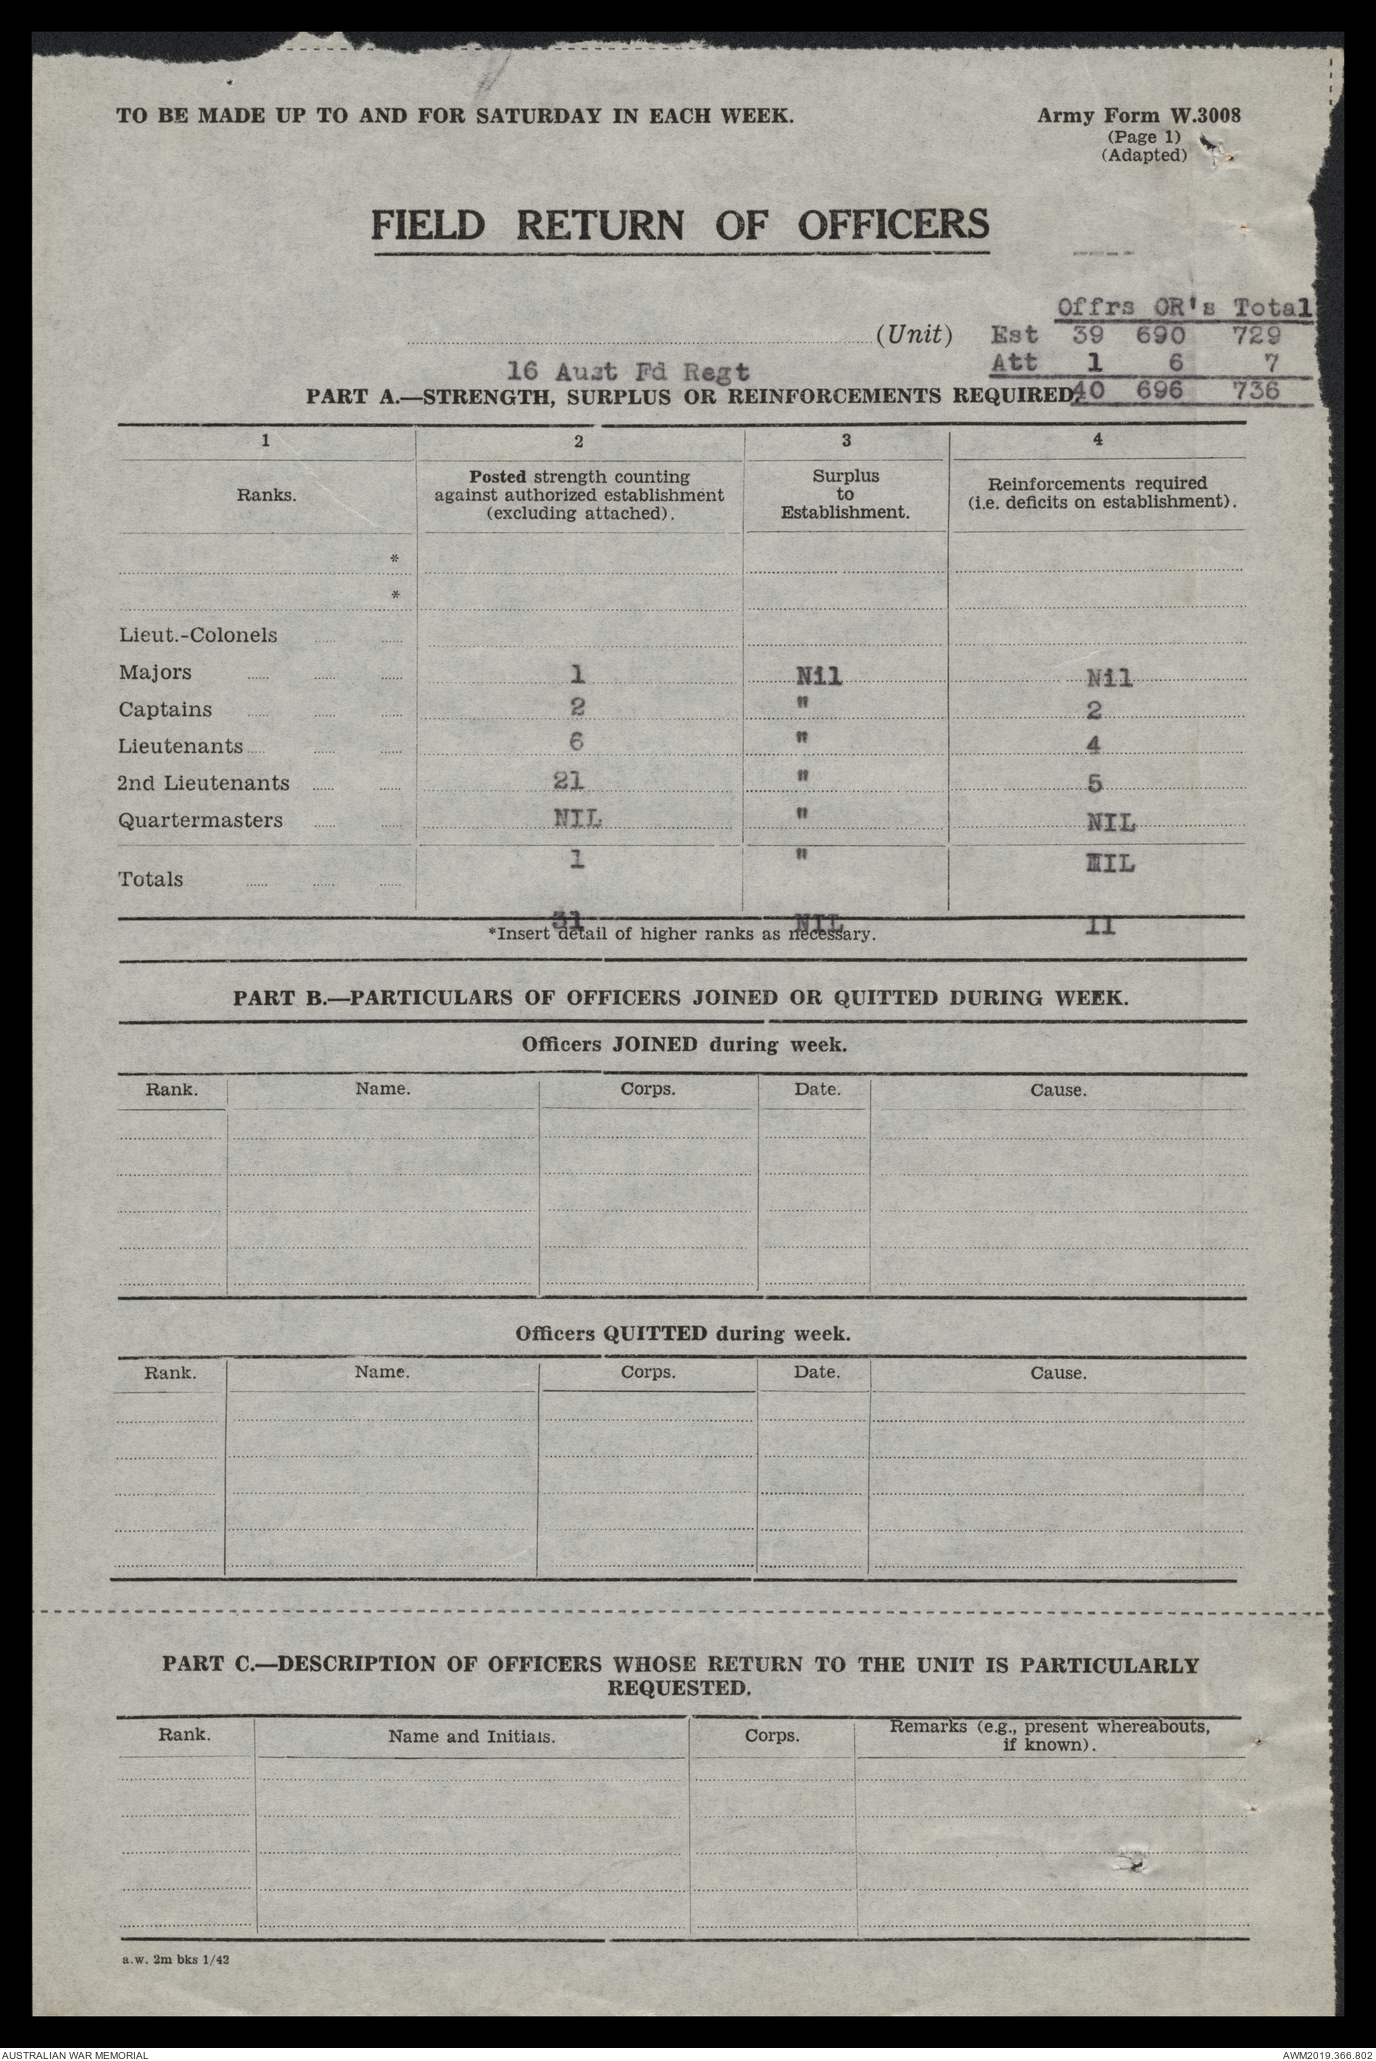 TO BE MADE UP TO AND FOR SATURDAY IN EACH WEEK.
Army Form W.3008
(Page 1)
(Adapted)
FIELD RETURN OF OFFICERS
Offrs OR's Total
(Unit) Est 39 690 729
16 Aust Fd Regt Att 1 6 7
PART A.—STRENGTH, SURPLUS OR REINFORCEMENTS REQUIRED. 40 696 736
1 2 3 4
Ranks.
Posted strength counting
against authorized establishment
(excluding attached).
Surplus
to
Establishment.
Reinforcements required
(i.e. deficits on establishment).
*
*
Lieut.-Colonels
Majors 1 Nil Nil
Captains 2 " 2
Lieutenants 6 " 4
2nd Lieutenants 21 " 5
Quartermasters NIL " NIL
1 " NIL
Totals
31 NIL 11
*Insert detail of higher ranks as necessary.
PART B.—PARTICULARS OF OFFICERS JOINED OR QUITTED DURING WEEK.
Officers JOINED during week.
Rank. Name. Corps. Date. Cause.
Officers QUITTED during week.
Rank. Name. Corps. Date. Cause.
PART C.—DESCRIPTION OF OFFICERS WHOSE RETURN TO THE UNIT IS PARTICULARLY
REQUESTED.
Rank. Name and Initials. Corps. Remarks (e.g., present whereabouts,
if known).
a.w. 2m bks 1/42
AUSTRALIAN WAR MEMORIAL AWM2019.366.802